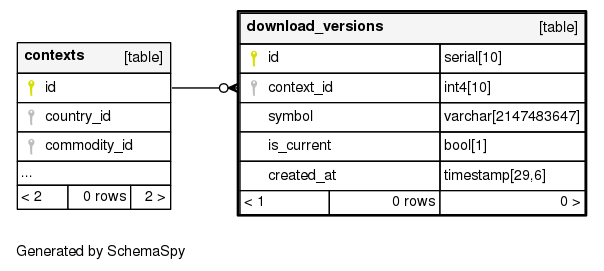 contexts [table]
id
country_id
commodity_id
...
< 2 0 rows 2 >
download_versions [table]
id serial[10]
context_id int4[10]
symbol varchar[2147483647]
is_current bool[1]
created_at timestamp[29,6]
< 1 0 rows 0 >
Generated by SchemaSpy